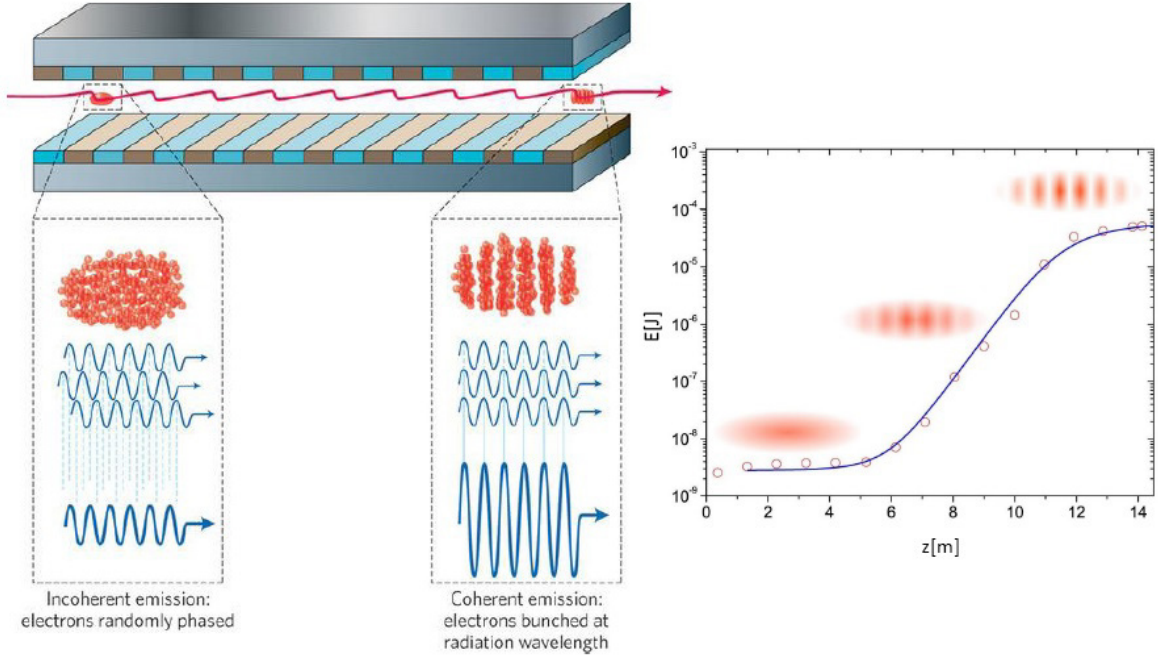 Incoherent emission:
electrons randomly phased
Coherent emission:
electrons bunched at
radiation wavelength
10⁻³
10⁻⁴
10⁻⁵
10⁻⁶
10⁻⁷
10⁻⁸
10⁻⁹
E[J]
0 2 4 6 8 10 12 14
z[m]